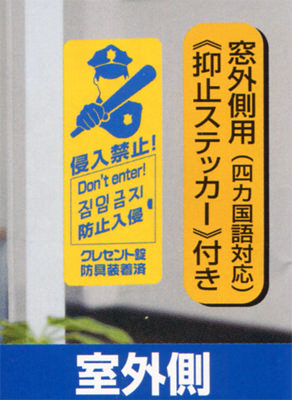 侵入禁止!
Don't enter!
짐임금지
防止入侵
クレセント錠
防具装着済
窓外側用（四カ国語対応）
《抑止ステッカー》付き
室外側